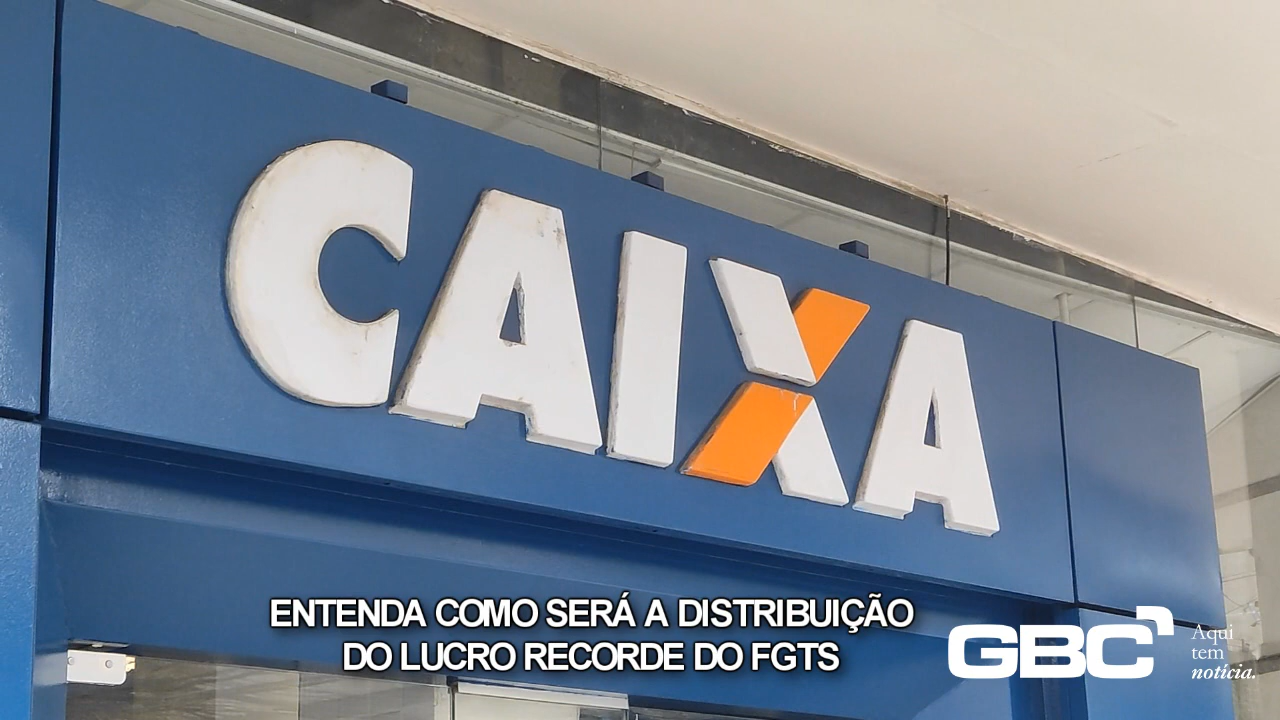 CAIXA
ENTENDA COMO SERÁ A DISTRIBUIÇÃO
DO LUCRO RECORDE DO FGTS
GBC
Aqui
tem
notícia.